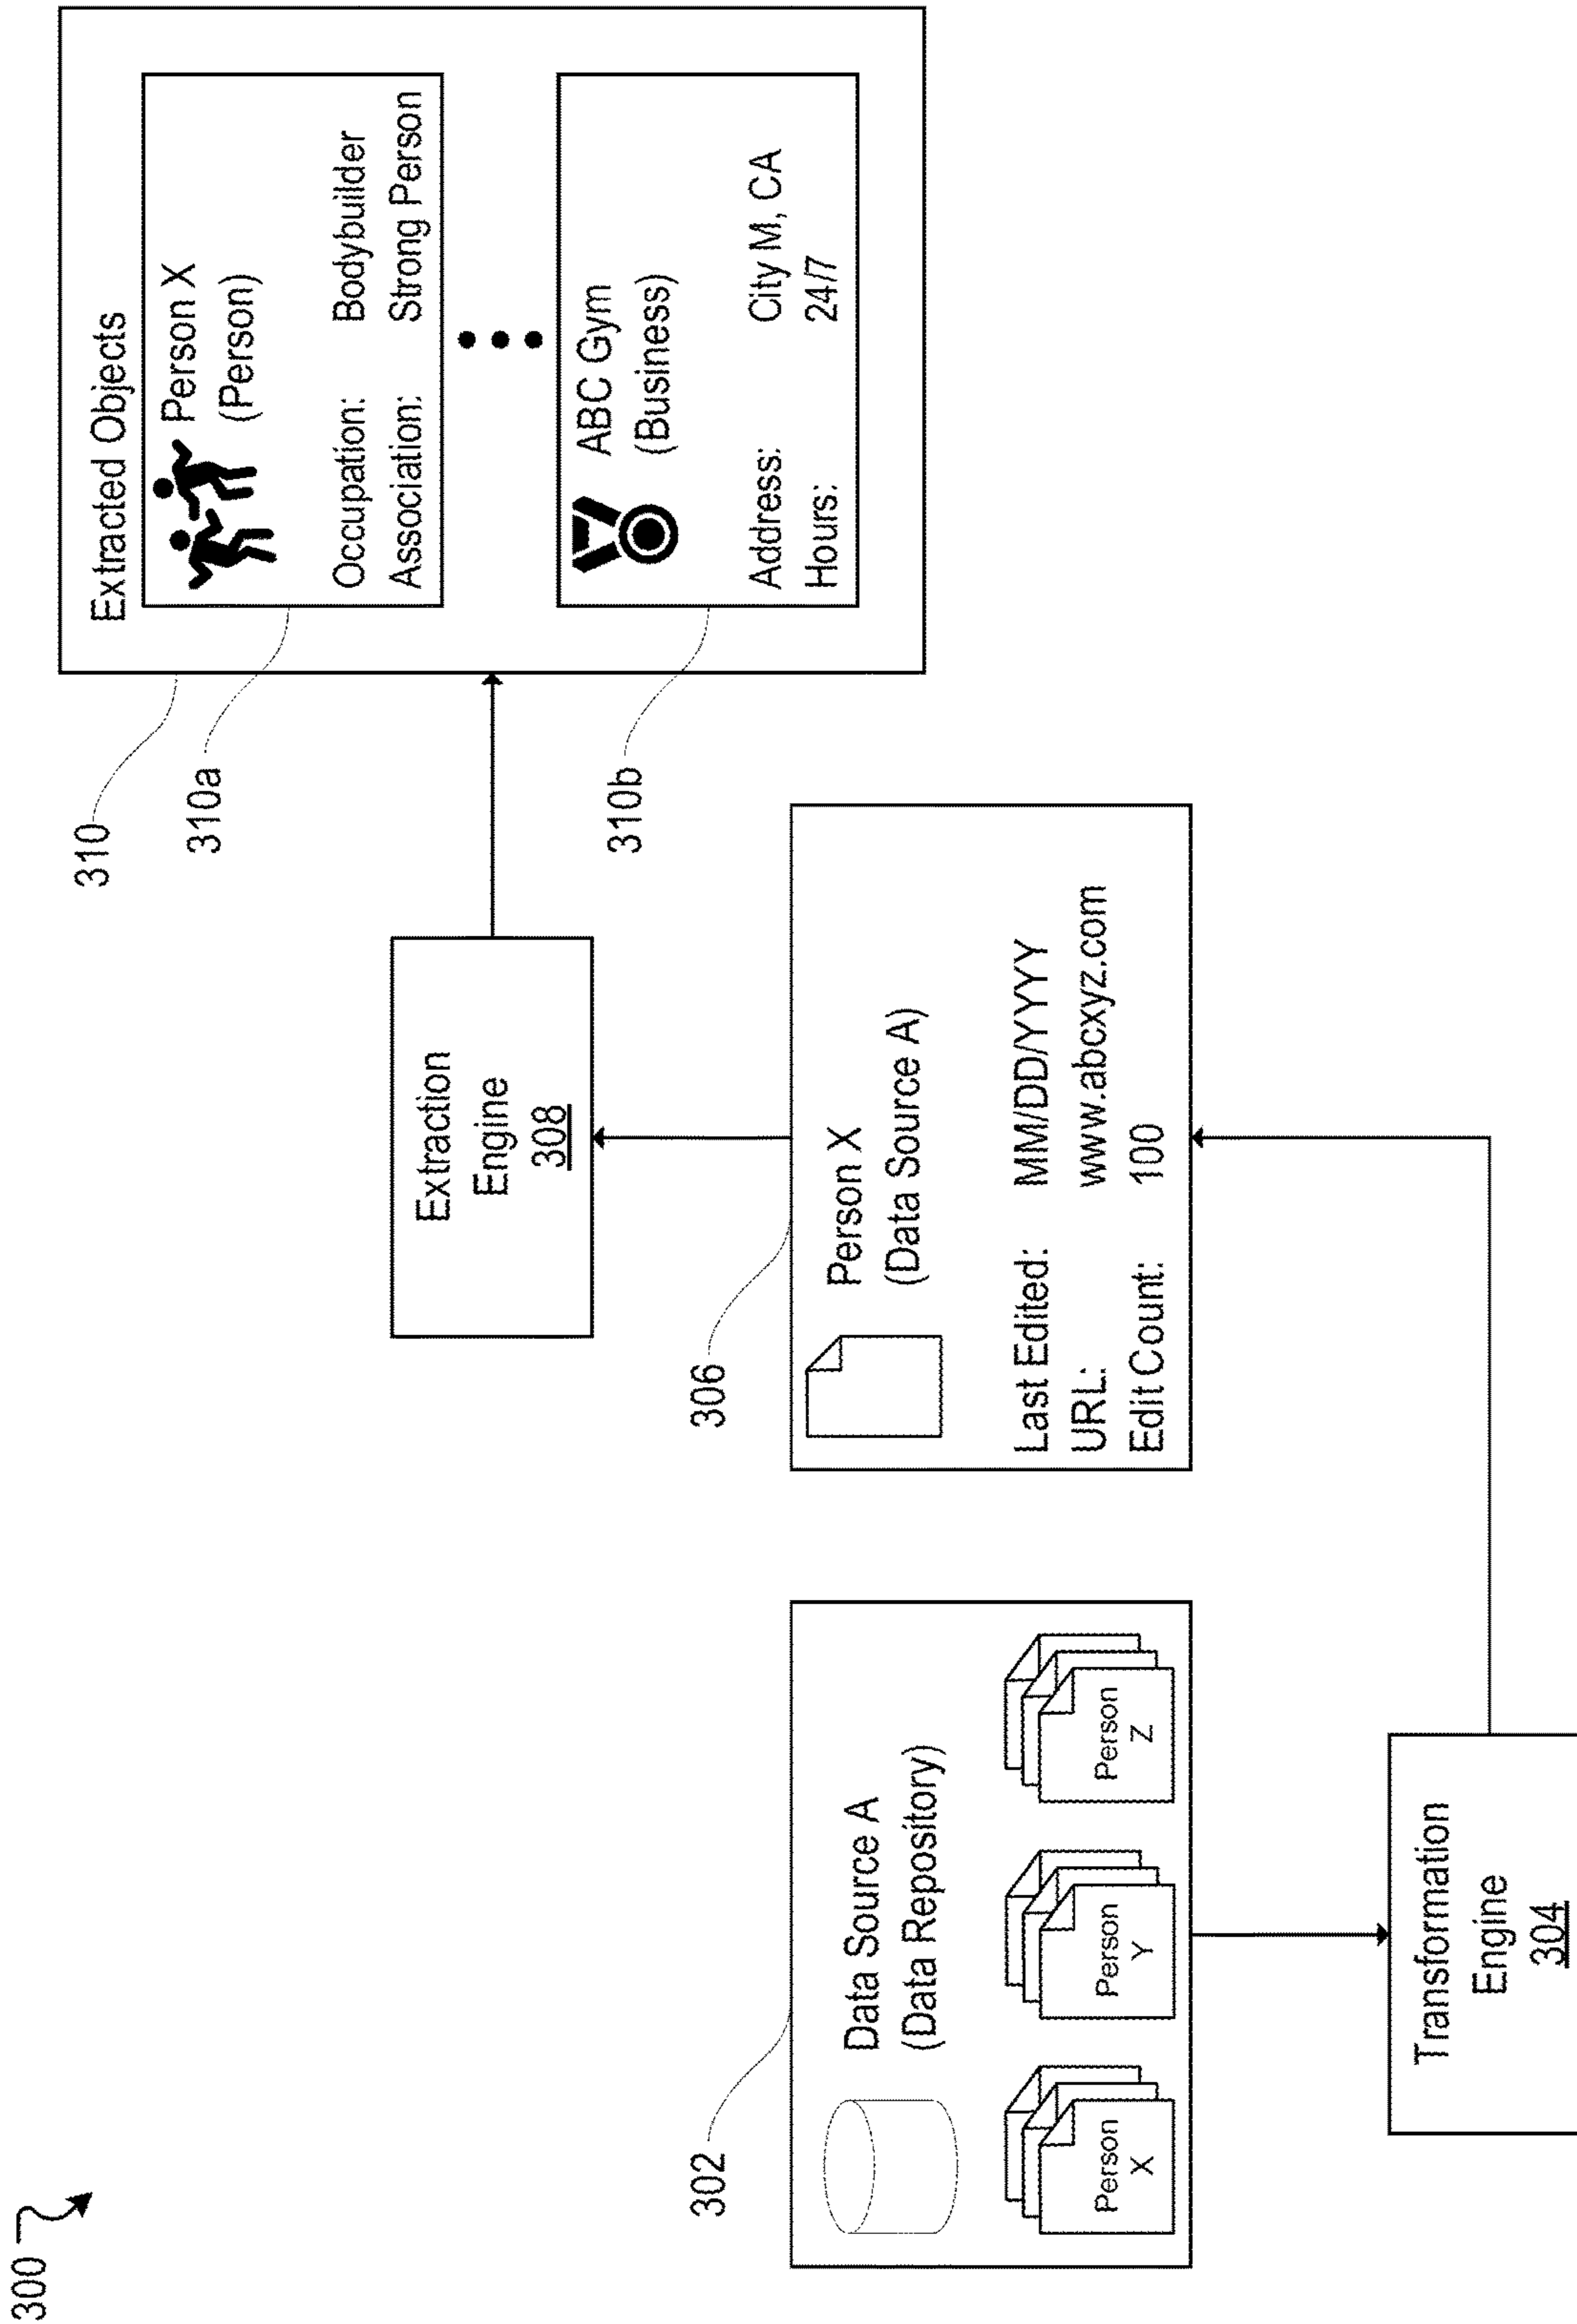 300
302
Data Source A
(Data Repository)
Person
X
Person
Y
Person
Z
Transformation
Engine
304
306
Person X
(Data Source A)
Last Edited: MM/DD/YYYY
URL: www.abcxyz.com
Edit Count: 100
Extraction
Engine
308
310
310a
310b
Extracted Objects
Person X
(Person)
Occupation: Bodybuilder
Association: Strong Person
ABC Gym
(Business)
Address: City M, CA
Hours: 24/7